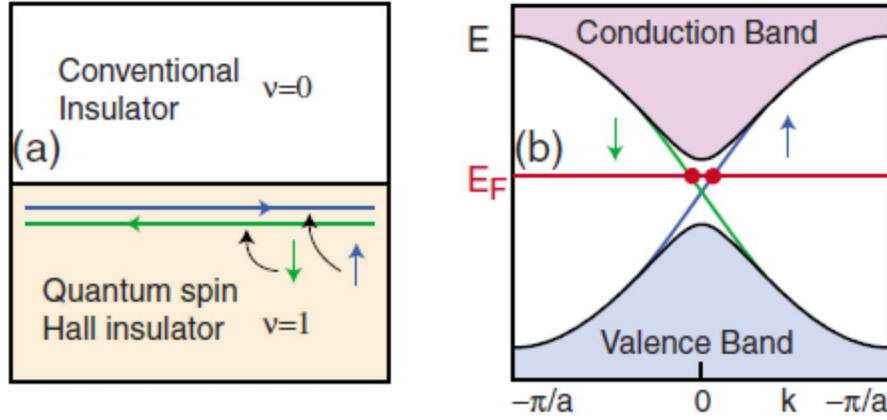 Conventional
Insulator ν=0
(a)
Quantum spin
Hall insulator ν=1
E
Conduction Band
(b)
E_F
Valence Band
−π/a 0 k −π/a